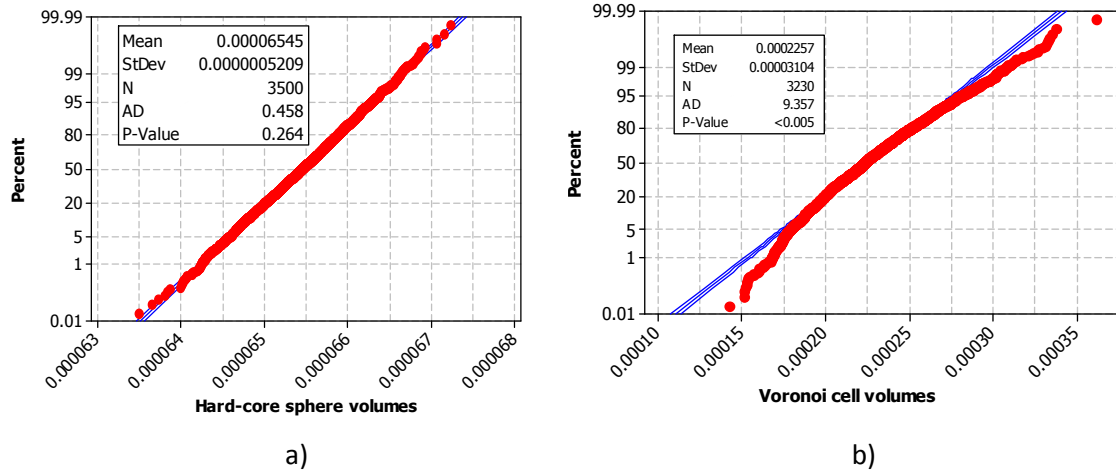 99.99
99
95
80
50
20
5
1
0.01
Percent
Mean 0.00006545
StDev 0.0000005209
N 3500
AD 0.458
P-Value 0.264
0.000063
0.000064
0.000065
0.000066
0.000067
0.000068
Hard-core sphere volumes
a)
99.99
99
95
80
50
20
5
1
0.01
Percent
Mean 0.0002257
StDev 0.00003104
N 3230
AD 9.357
P-Value <0.005
0.00010
0.00015
0.00020
0.00025
0.00030
0.00035
Voronoi cell volumes
b)